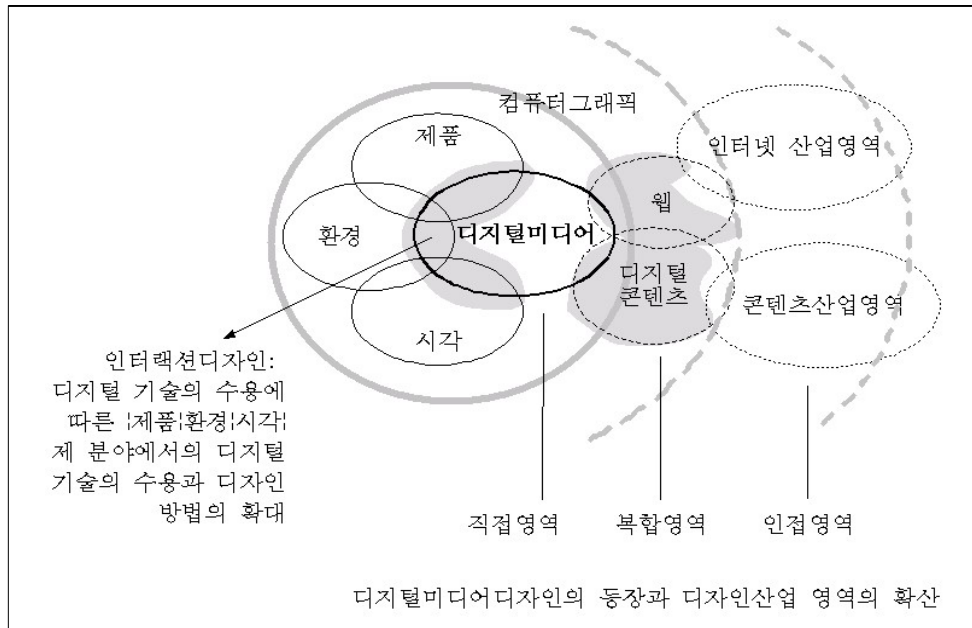 컴퓨터그래픽
제품
인터넷 산업영역
웹
환경
디지털미디어
디지털
콘텐츠
콘텐츠산업영역
시각
인터랙션디자인:
디지털 기술의 수용에
따른 |제품|환경|시각|
제 분야에서의 디지털
기술의 수용과 디자인
방법의 확대
직접영역
복합영역
인접영역
디지털미디어디자인의 등장과 디자인산업 영역의 확산